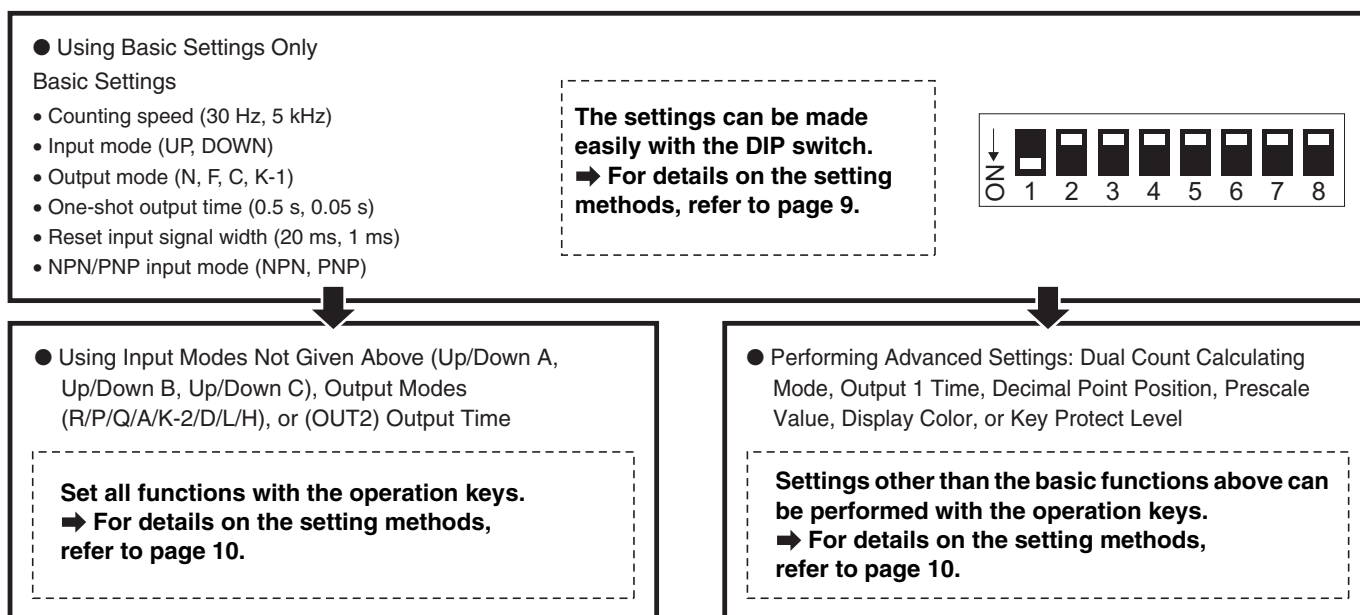 ● Using Basic Settings Only
Basic Settings
• Counting speed (30 Hz, 5 kHz)
• Input mode (UP, DOWN)
• Output mode (N, F, C, K-1)
• One-shot output time (0.5 s, 0.05 s)
• Reset input signal width (20 ms, 1 ms)
• NPN/PNP input mode (NPN, PNP)
The settings can be made
easily with the DIP switch.
➡ For details on the setting
methods, refer to page 9.
ON
1 2 3 4 5 6 7 8
● Using Input Modes Not Given Above (Up/Down A,
Up/Down B, Up/Down C), Output Modes
(R/P/Q/A/K-2/D/L/H), or (OUT2) Output Time
Set all functions with the operation keys.
➡ For details on the setting methods,
refer to page 10.
● Performing Advanced Settings: Dual Count Calculating
Mode, Output 1 Time, Decimal Point Position, Prescale
Value, Display Color, or Key Protect Level
Settings other than the basic functions above can
be performed with the operation keys.
➡ For details on the setting methods,
refer to page 10.